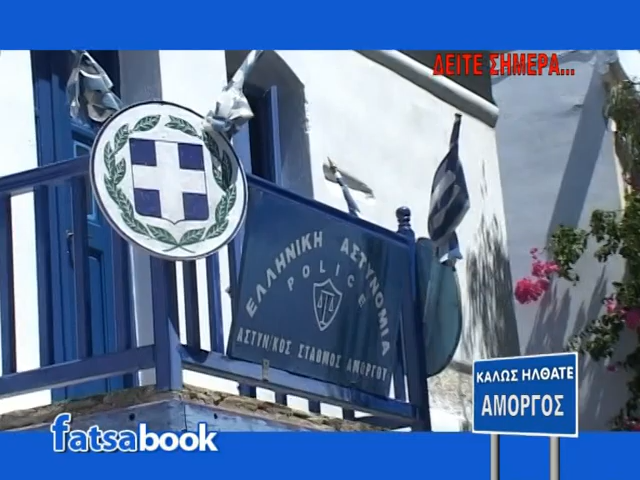 ΔΕΙΤΕ ΣΗΜΕΡΑ...
ΕΛΛΗΝΙΚΗ ΑΣΤΥΝΟΜΙΑ
POLICE
ΑΣΤΥΝ/ΚΟΣ ΣΤΑΘΜΟΣ ΑΜΟΡΓΟΥ
ΚΑΛΩΣ ΗΛΘΑΤΕ
ΑΜΟΡΓΟΣ
fatsabook